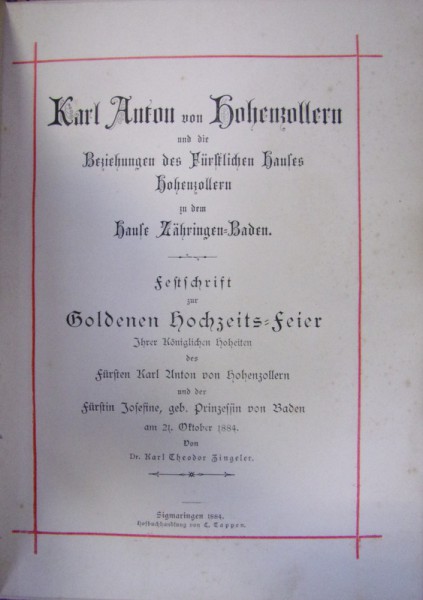 Karl Anton von Hohenzollern
und die
Beziehungen des Fürstlichen Hauses
Hohenzollern
zu dem
Hause Zähringen-Baden.
Festschrift
zur
Goldenen Hochzeits-Feier
Ihrer Königlichen Hoheiten
des
Fürsten Karl Anton von Hohenzollern
und der
Fürstin Josefine, geb. Prinzessin von Baden
am 21. Oktober 1884.
Von
Dr. Karl Theodor Zingeler.
Sigmaringen 1884.
Hofbuchhandlung von C. Tappen.